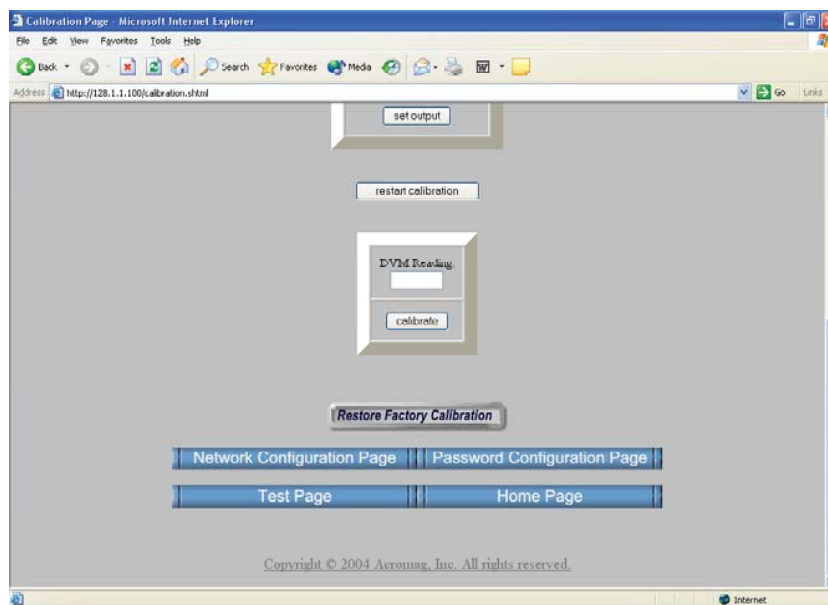 Calibration Page - Microsoft Internet Explorer
File Edit View Favorites Tools Help
Back Search Favorites Media
Address http://128.1.1.100/calibration.shtml Go Links
set output
restart calibration
DVM Reading.
calibrate
Restore Factory Calibration
Network Configuration Page Password Configuration Page
Test Page Home Page
Copyright © 2004 Acromag, Inc. All rights reserved.
Internet